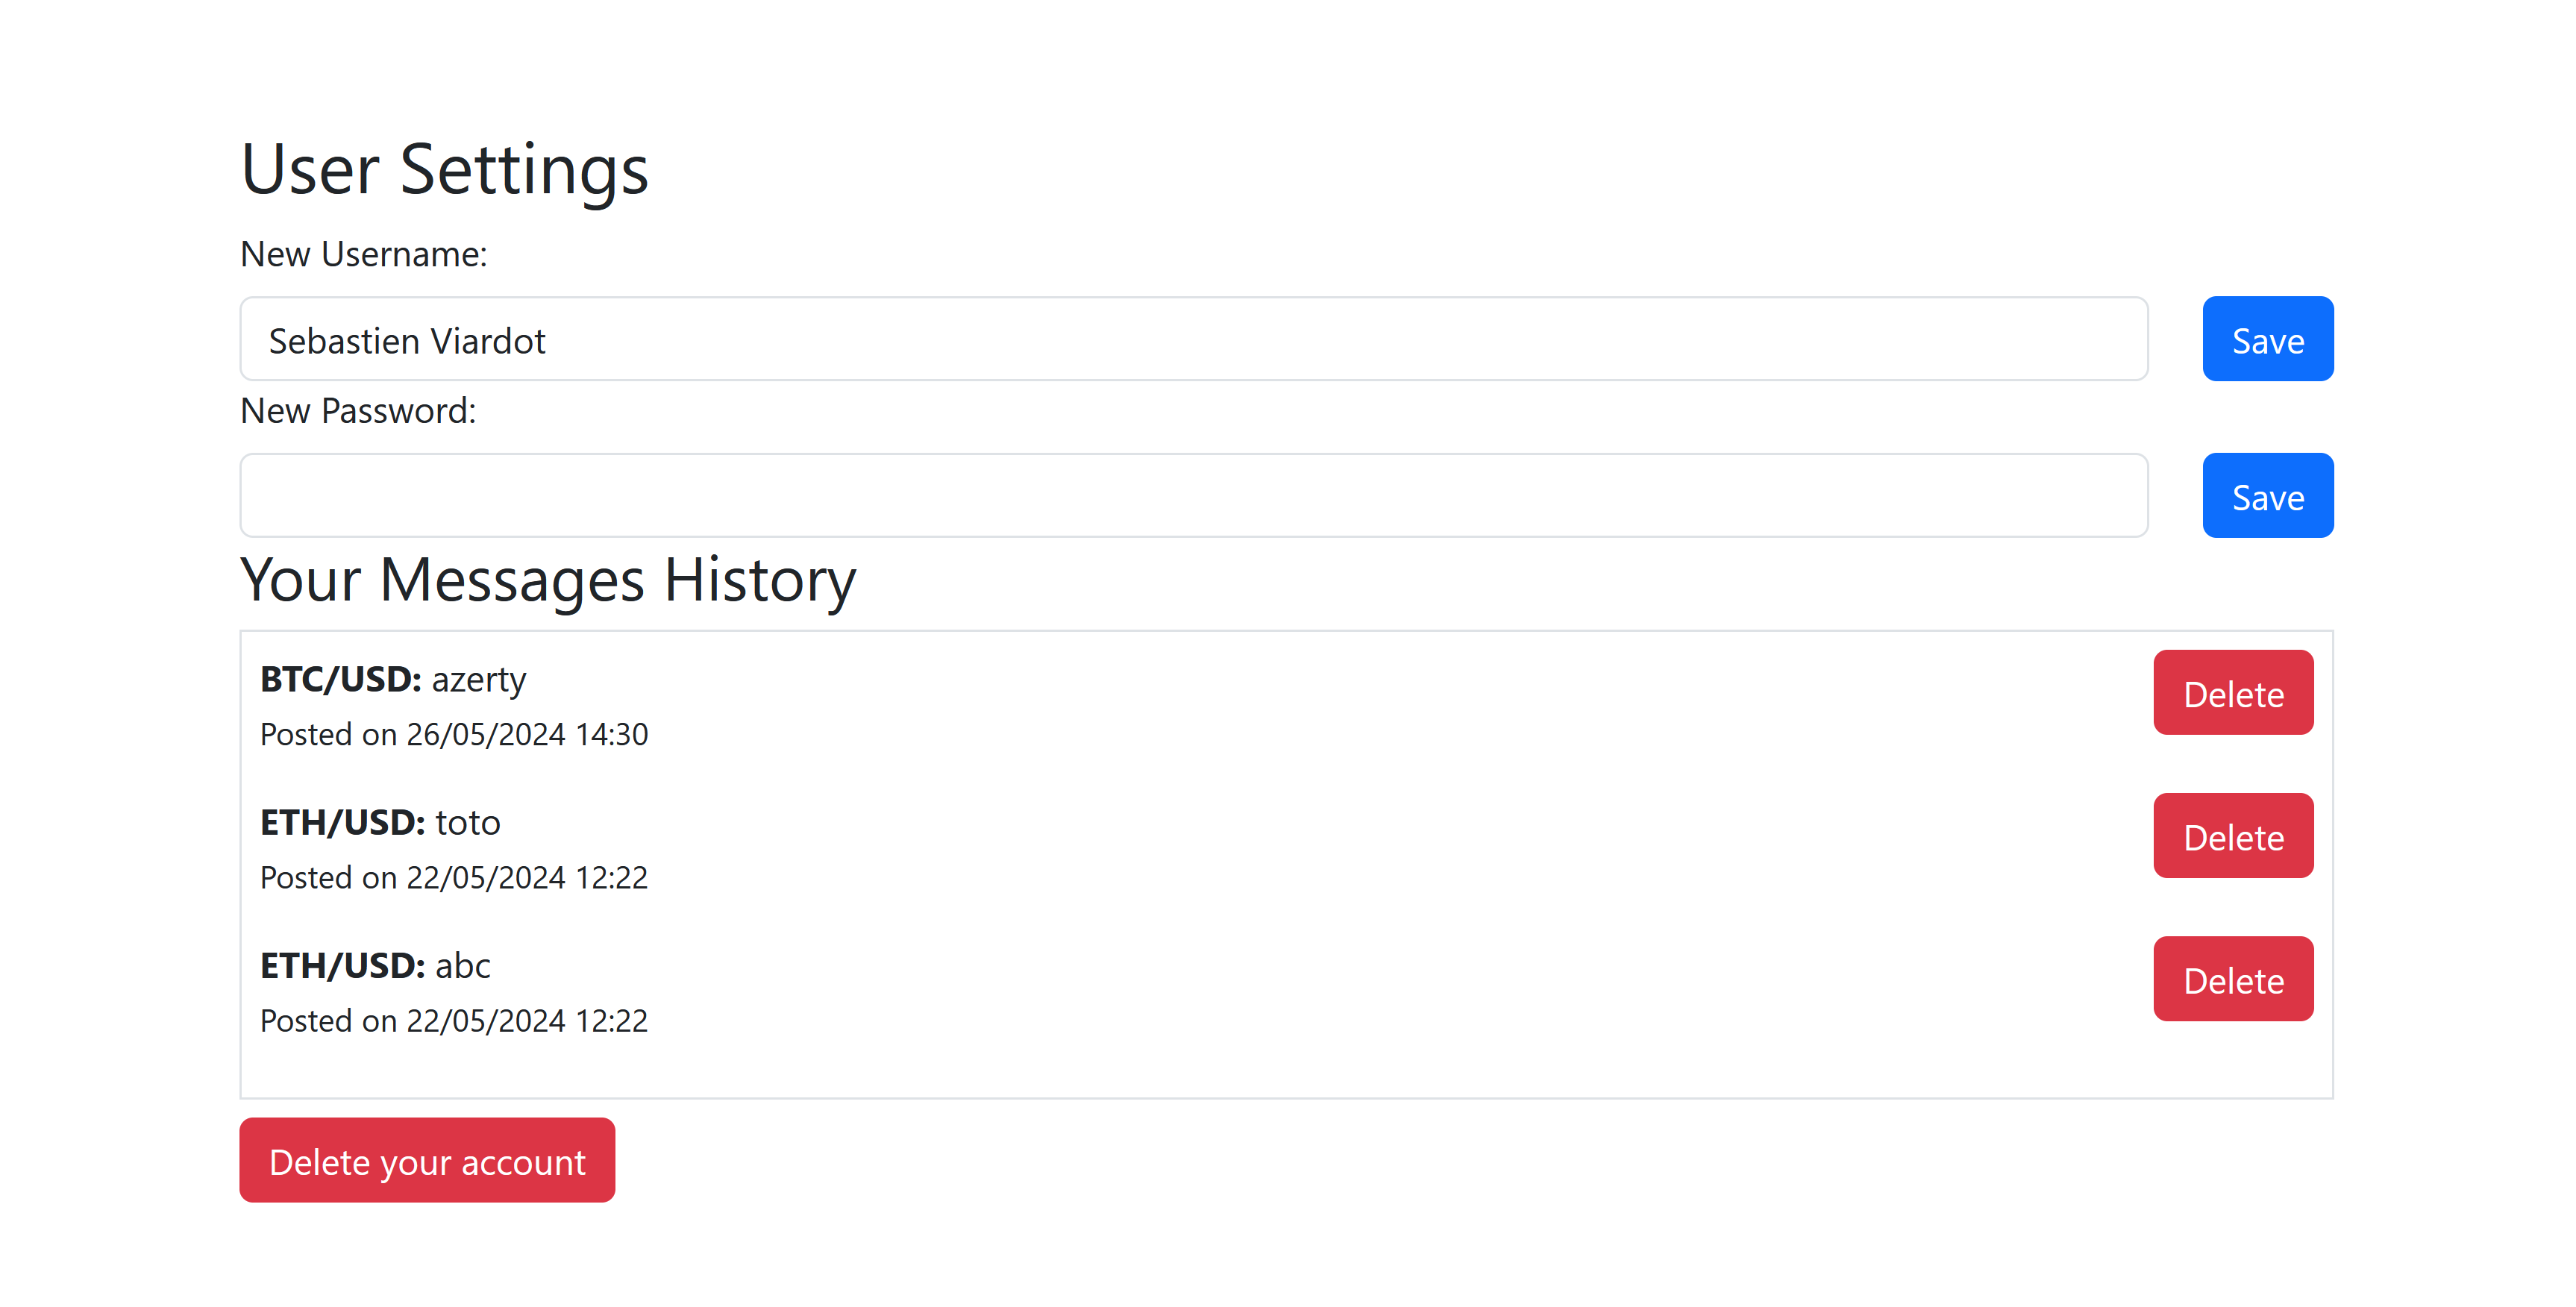 User Settings
New Username:
Sebastien Viardot
Save
New Password:
Save
Your Messages History
BTC/USD: azerty
Delete
Posted on 26/05/2024 14:30
ETH/USD: toto
Delete
Posted on 22/05/2024 12:22
ETH/USD: abc
Delete
Posted on 22/05/2024 12:22
Delete your account